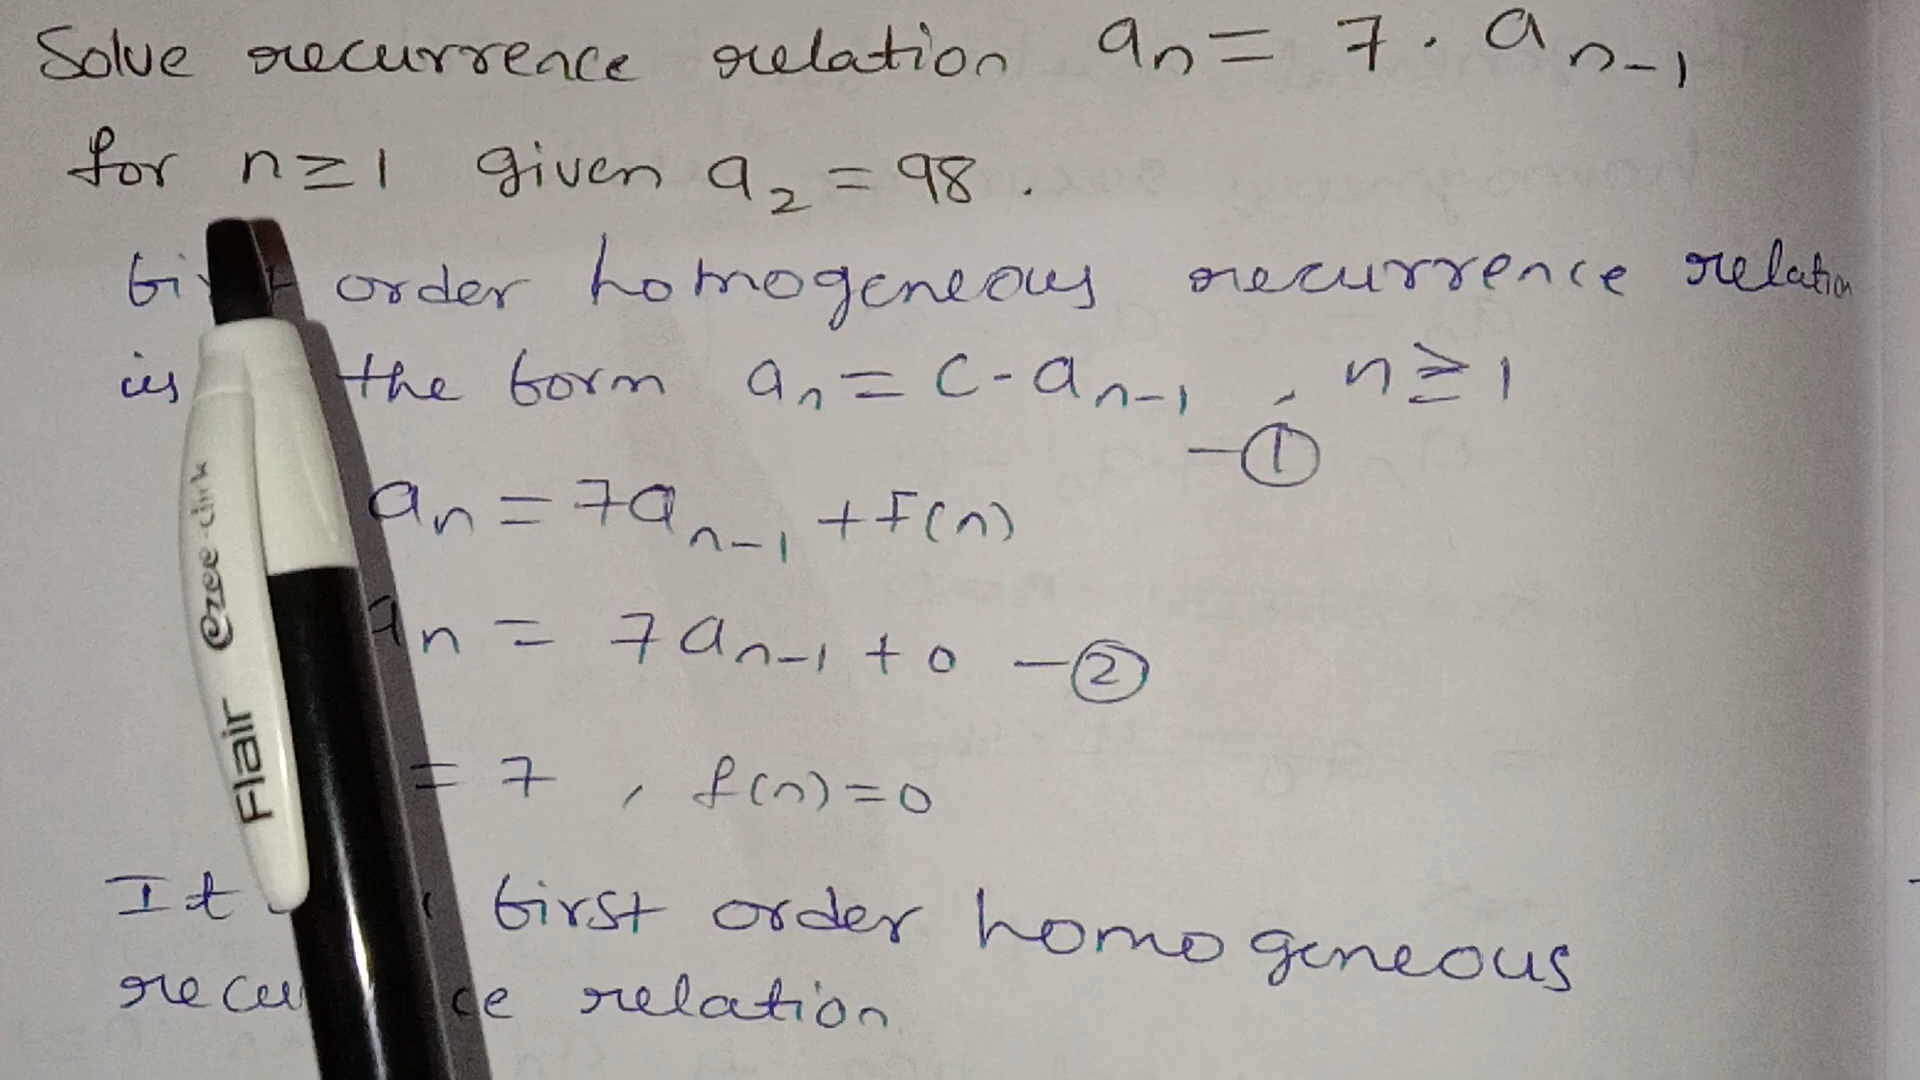 Solve recurrence relation aₙ = 7 . aₙ₋₁
for n ≥ 1 given a₂ = 98 .
order homogeneous recurrence relation
is the form aₙ = c - aₙ₋₁ , n ≥ 1
- ①
aₙ = 7aₙ₋₁ + F(n)
aₙ = 7aₙ₋₁ + 0 - ②
= 7 , f(n) = 0
It first order homogeneous
relation
Flair ezee-click